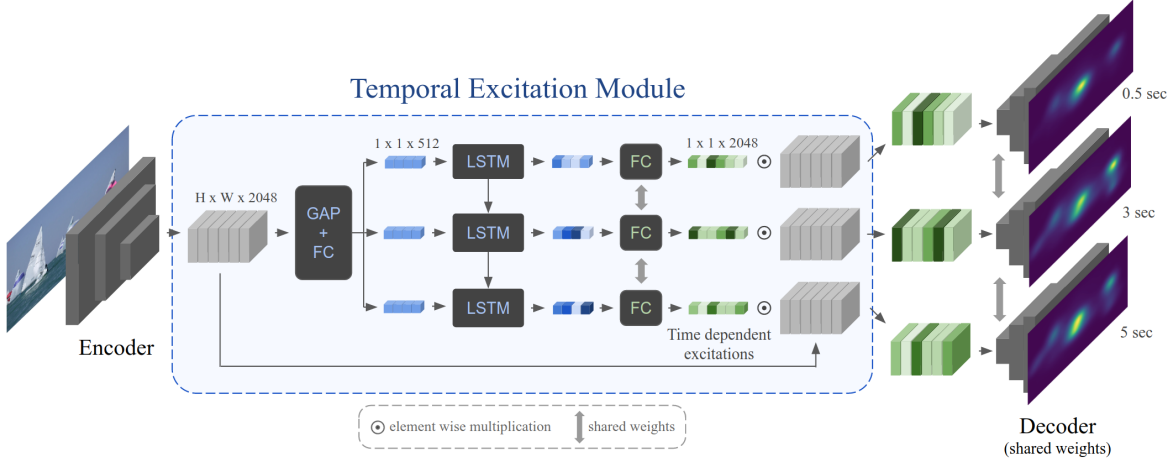 Temporal Excitation Module
0.5 sec
1 x 1 x 512
1 x 1 x 2048
LSTM
FC
H x W x 2048
GAP
+
FC
LSTM
FC
3 sec
LSTM
FC
5 sec
Time dependent
excitations
Encoder
element wise multiplication
shared weights
Decoder
(shared weights)